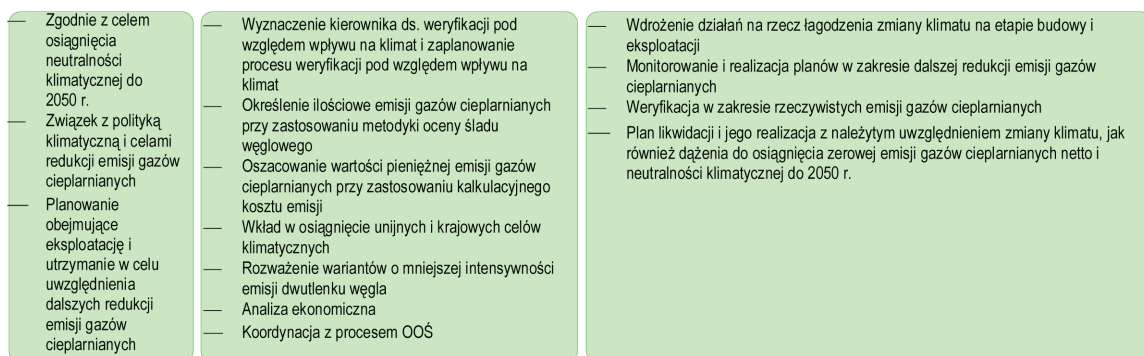 — Zgodnie z celem
osiągnięcia
neutralności
klimatycznej do
2050 r.
— Związek z polityką
klimatyczną i celami
redukcji emisji gazów
cieplarnianych
— Planowanie
obejmujące
eksploatację i
utrzymanie w celu
uwzględnienia
dalszych redukcji
emisji gazów
cieplarnianych
— Wyznaczenie kierownika ds. weryfikacji pod
względem wpływu na klimat i zaplanowanie
procesu weryfikacji pod względem wpływu na
klimat
— Określenie ilościowe emisji gazów cieplarnianych
przy zastosowaniu metodyki oceny śladu
węglowego
— Oszacowanie wartości pieniężnej emisji gazów
cieplarnianych przy zastosowaniu kalkulacyjnego
kosztu emisji
— Wkład w osiągnięcie unijnych i krajowych celów
klimatycznych
— Rozważenie wariantów o mniejszej intensywności
emisji dwutlenku węgla
— Analiza ekonomiczna
— Koordynacja z procesem OOŚ
— Wdrożenie działań na rzecz łagodzenia zmiany klimatu na etapie budowy i
eksploatacji
— Monitorowanie i realizacja planów w zakresie dalszej redukcji emisji gazów
cieplarnianych
— Weryfikacja w zakresie rzeczywistych emisji gazów cieplarnianych
— Plan likwidacji i jego realizacja z należytym uwzględnieniem zmiany klimatu, jak
również dążenia do osiągnięcia zerowej emisji gazów cieplarnianych netto i
neutralności klimatycznej do 2050 r.